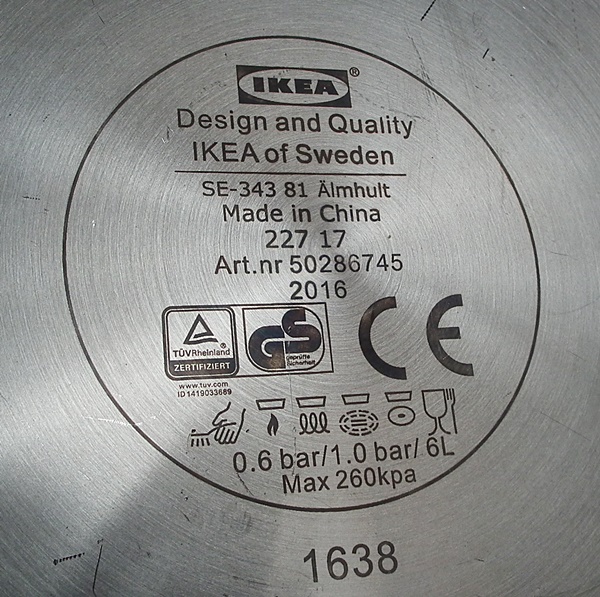 IKEA®
Design and Quality
IKEA of Sweden
SE-343 81 Älmhult
Made in China
227 17
Art.nr 50286745
2016
TÜVRheinland®
ZERTIFIZIERT
www.tuv.com
ID 1419033689
GS
geprüfte
Sicherheit
CE
0.6 bar/1.0 bar/ 6L
Max 260kpa
1638